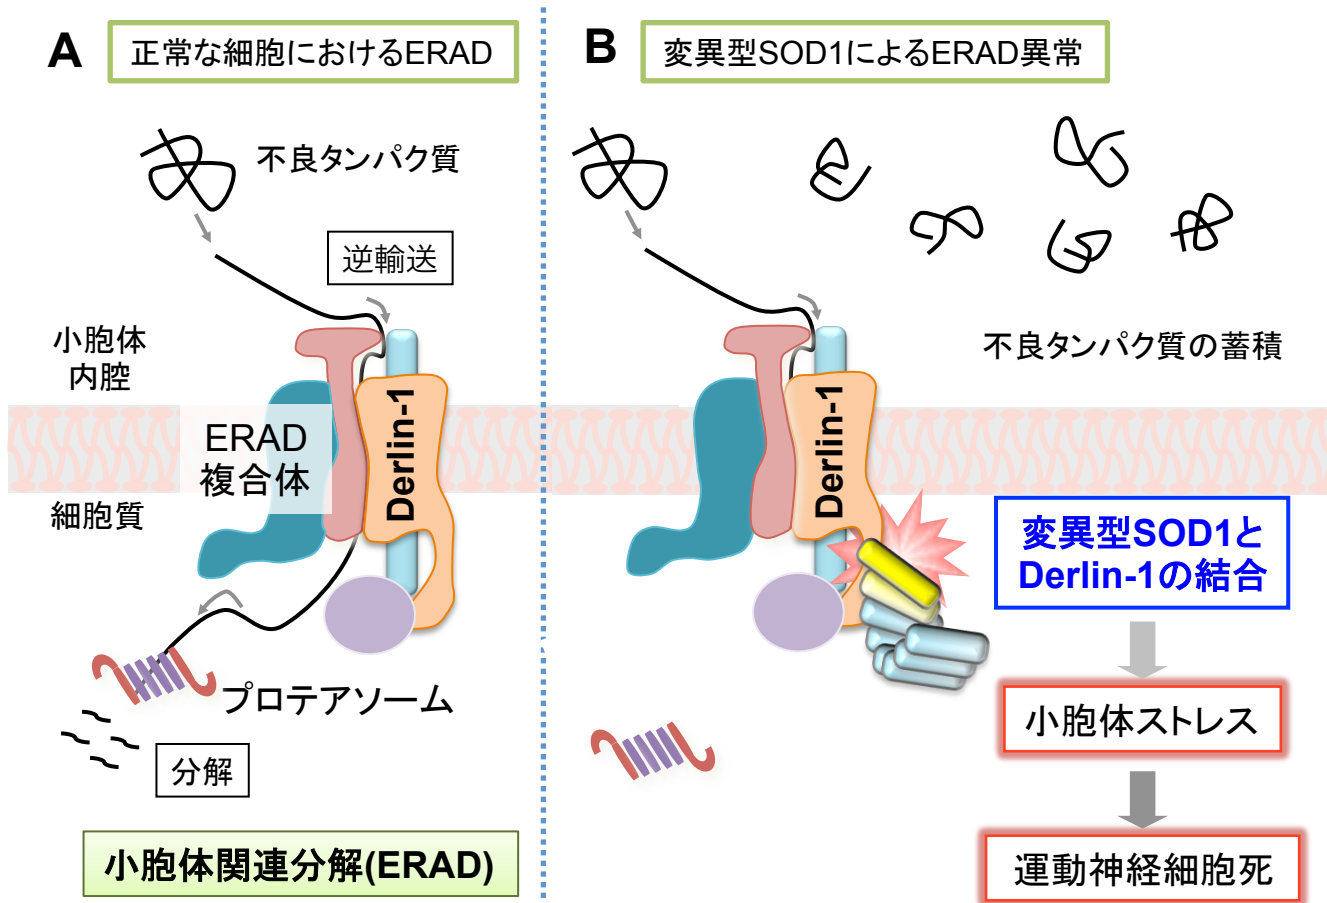 A
正常な細胞におけるERAD
不良タンパク質
逆輸送
小胞体
内腔
ERAD
複合体
Derlin-1
細胞質
プロテアソーム
分解
小胞体関連分解(ERAD)
B
変異型SOD1によるERAD異常
不良タンパク質の蓄積
Derlin-1
変異型SOD1と
Derlin-1の結合
小胞体ストレス
運動神経細胞死